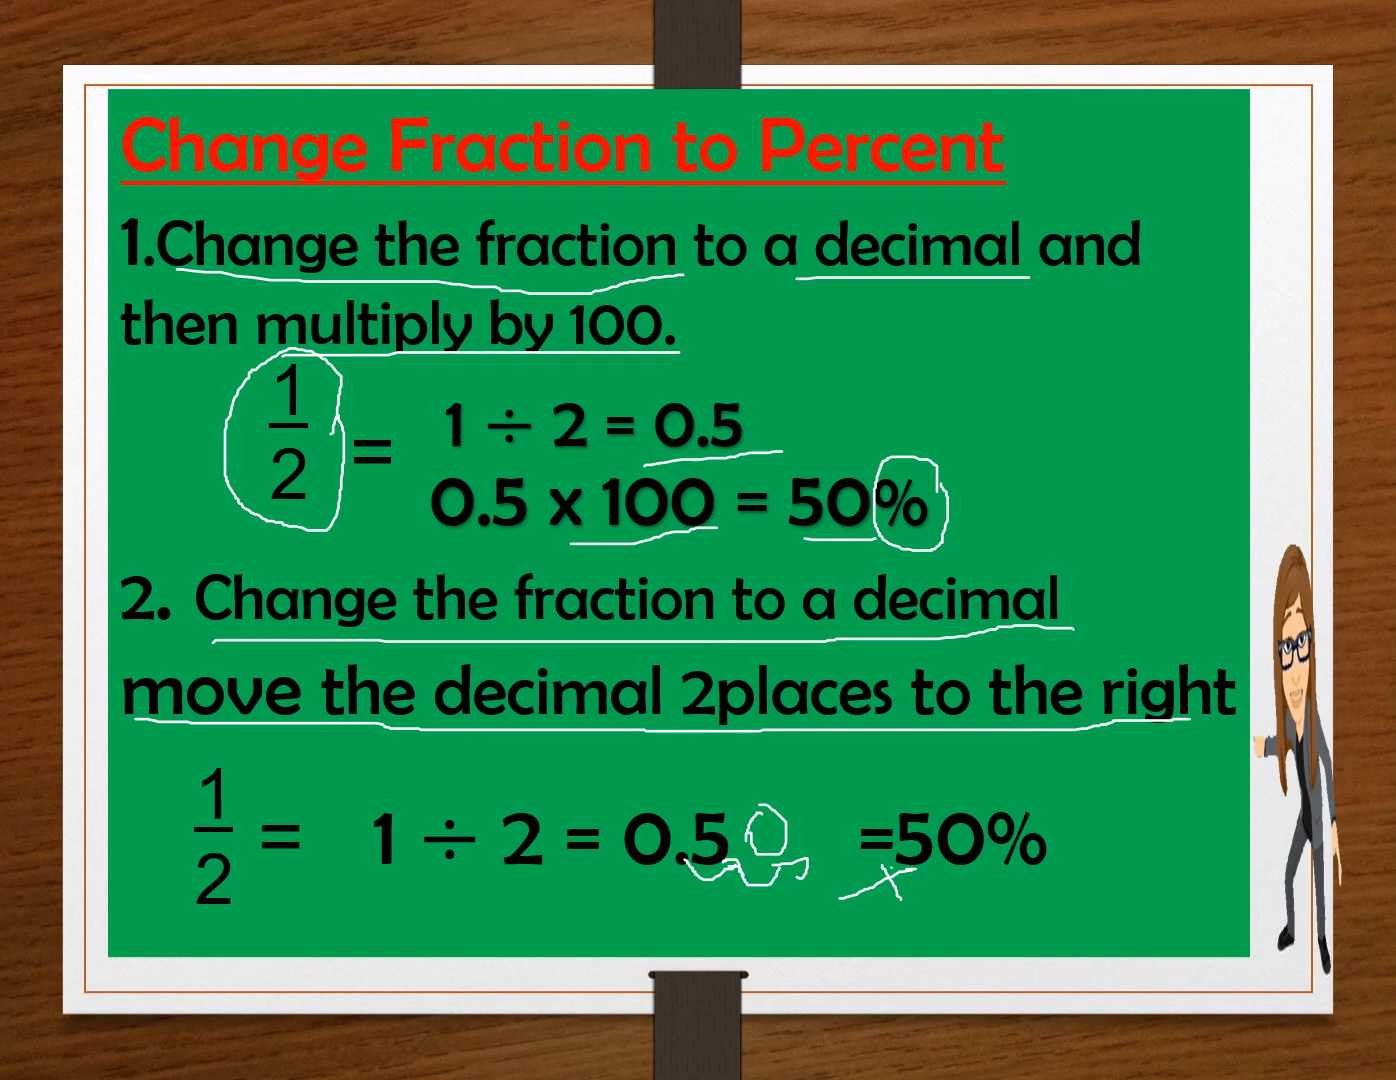 Change Fraction to Percent
1.Change the fraction to a decimal and
then multiply by 100.
1/2 = 1 ÷ 2 = 0.5
0.5 x 100 = 50%
2. Change the fraction to a decimal
move the decimal 2places to the right
1/2 = 1 ÷ 2 = 0.50 =50%